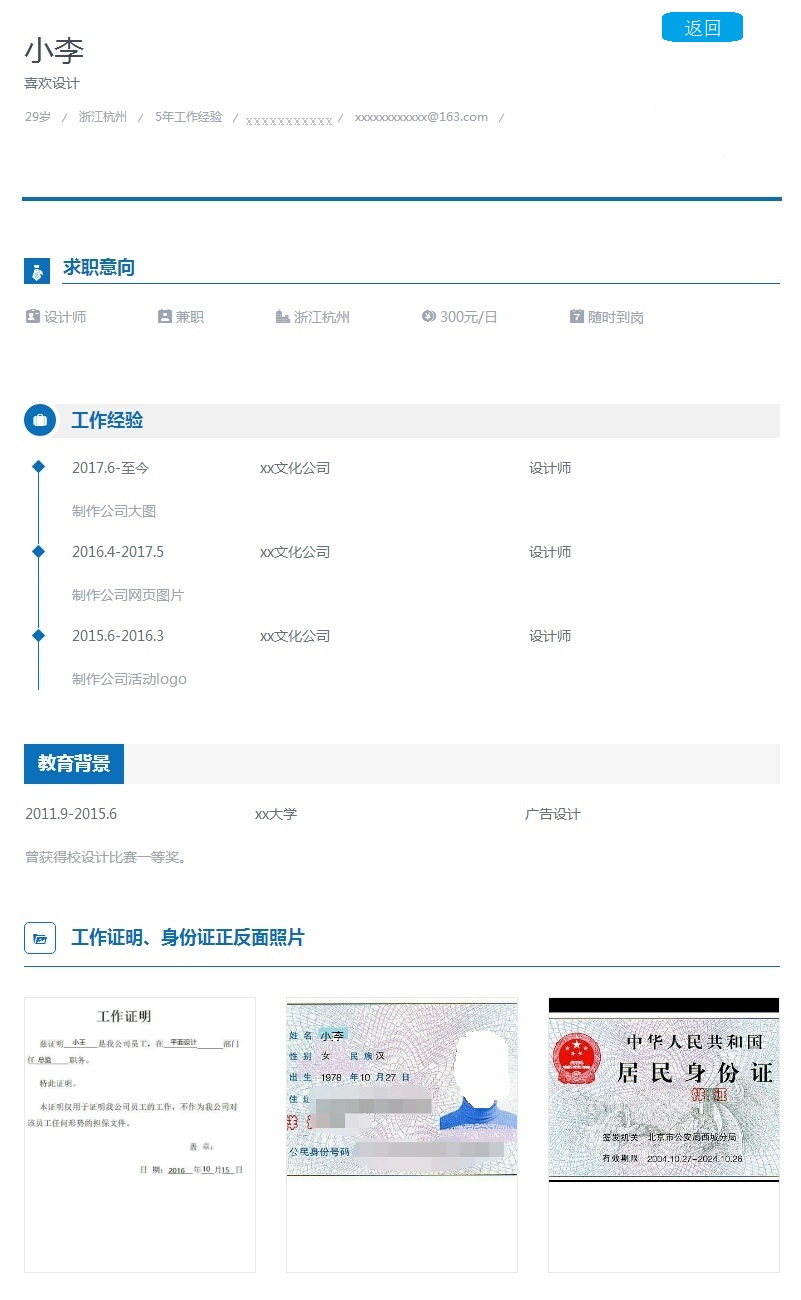 返回
小李
喜欢设计
29岁 / 浙江杭州 / 5年工作经验 / xxxxxxxxxxx / xxxxxxxxxxxx@163.com /
求职意向
设计师 兼职 浙江杭州 300元/日 7 随时到岗
工作经验
2017.6-至今 xx文化公司 设计师
制作公司大图
2016.4-2017.5 xx文化公司 设计师
制作公司网页图片
2015.6-2016.3 xx文化公司 设计师
制作公司活动logo
教育背景
2011.9-2015.6 xx大学 广告设计
曾获得校设计比赛一等奖。
工作证明、身份证正反面照片
工作证明
兹证明 小王 是我公司员工，在 平面设计 部门
任 总监 职务。
特此证明。
本证明仅用于证明我公司员工的工作，不作为我公司对
该员工任何形势的担保文件。
盖 章：
日 期：2016 年 10 月 15 日
姓名 小李
性别 女 民族 汉
出生 1978 年 10 月 27 日
住址
公民身份号码
中华人民共和国
居民身份证
样证
签发机关 北京市公安局西城分局
有效期限 2004.10.27-2024.10.26